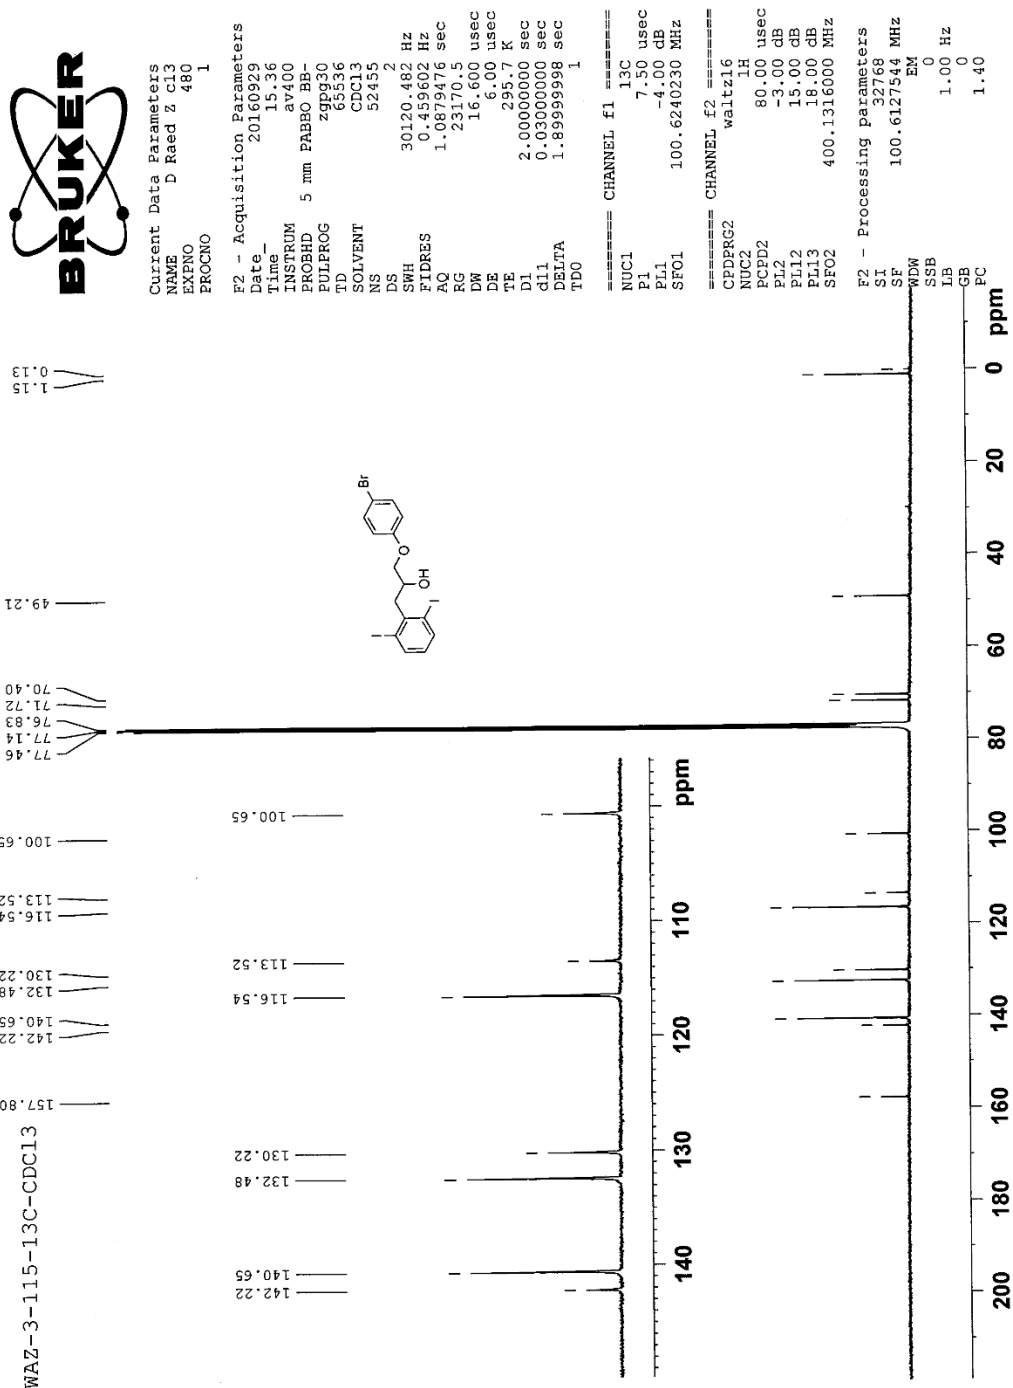 WAZ-3-115-13C-CDCl3
157.80
142.22
140.65
132.48
130.22
116.54
113.52
100.65
77.46
77.14
76.83
71.72
70.40
49.21
1.15
0.13
BRUKER
Current Data Parameters
NAME D Raed Z c13
EXPNO 480
PROCNO 1
F2 - Acquisition Parameters
Date_ 20160929
Time_ 15.36
INSTRUM av400
PROBHD 5 mm PABBO BB-
PULPROG zgpg30
TD 65536
SOLVENT CDCl3
NS 52455
DS 2
SWH 30120.482 Hz
FIDRES 0.459602 Hz
AQ 1.0879476 sec
RG 23170.5
DW 16.600 usec
DE 6.00 usec
TE 295.7 K
D1 2.00000000 sec
d11 0.03000000 sec
DELTA 1.89999998 sec
TD0 1
======== CHANNEL f1 ========
NUC1 13C
P1 7.50 usec
PL1 -4.00 dB
SFO1 100.6240230 MHz
======== CHANNEL f2 ========
CPDPRG2 waltz16
NUC2 1H
PCPD2 80.00 usec
PL2 -3.00 dB
PL12 15.00 dB
PL13 18.00 dB
SFO2 400.1316000 MHz
F2 - Processing parameters
SI 32768
SF 100.6127544 MHz
WDW EM
SSB 0
LB 1.00 Hz
GB 0
PC 1.40
I
I
OH
O
Br
142.22
140.65
132.48
130.22
116.54
113.52
100.65
140 130 120 110 ppm
200 180 160 140 120 100 80 60 40 20 0 ppm